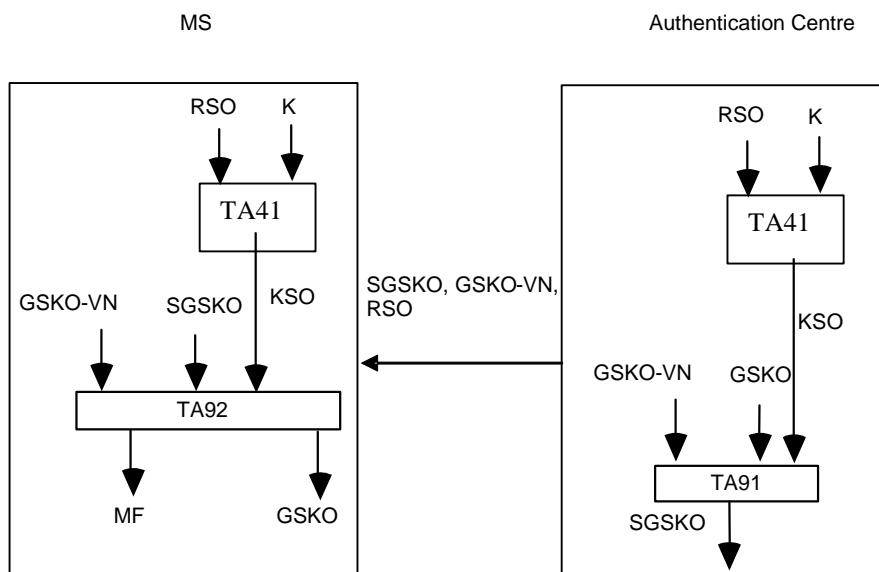 MS
Authentication Centre
RSO
K
TA41
KSO
GSKO-VN
SGSKO
TA92
MF
GSKO
SGSKO, GSKO-VN,
RSO
RSO
K
TA41
KSO
GSKO-VN
GSKO
TA91
SGSKO